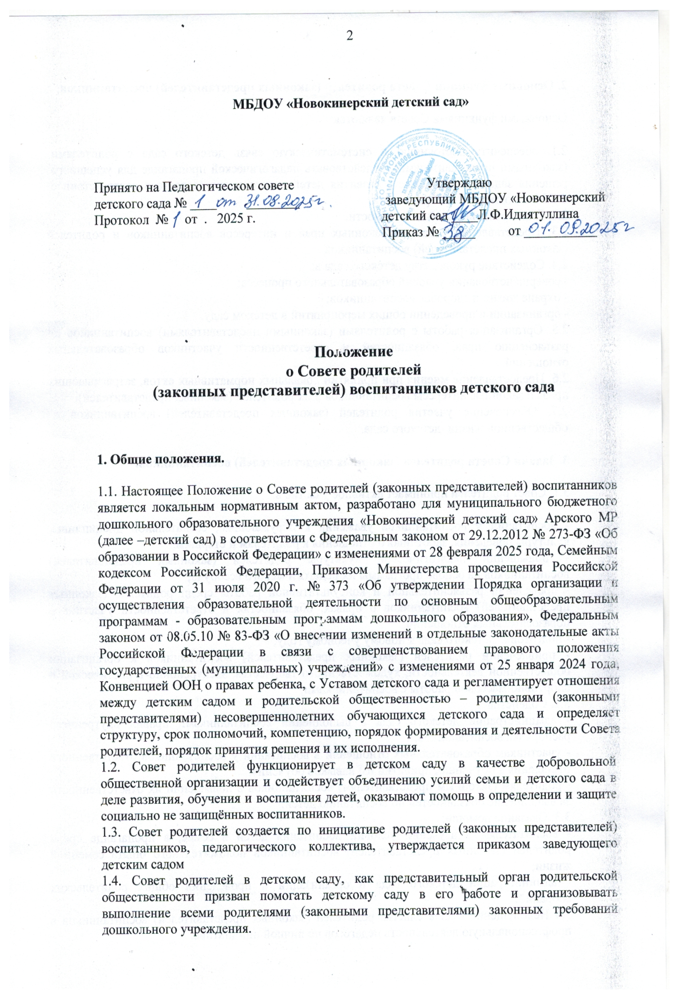 2
МБДОУ «Новокинерский детский сад»
Принято на Педагогическом совете
детского сада № 1 от 31.08.2025г.
Протокол № 1 от . 2025 г.
Утверждаю
заведующий МБДОУ «Новокинерский
детский сад ____ Л.Ф.Идиятуллина
Приказ № 38 от 01.09.2025г
Положение
о Совете родителей
(законных представителей) воспитанников детского сада
1. Общие положения.
1.1. Настоящее Положение о Совете родителей (законных представителей) воспитанников
является локальным нормативным актом, разработано для муниципального бюджетного
дошкольного образовательного учреждения «Новокинерский детский сад» Арского МР
(далее –детский сад) в соответствии с Федеральным законом от 29.12.2012 № 273-ФЗ «Об
образовании в Российской Федерации» с изменениями от 28 февраля 2025 года, Семейным
кодексом Российской Федерации, Приказом Министерства просвещения Российской
Федерации от 31 июля 2020 г. № 373 «Об утверждении Порядка организации и
осуществления образовательной деятельности по основным общеобразовательным
программам - образовательным программам дошкольного образования», Федеральным
законом от 08.05.10 № 83-ФЗ «О внесении изменений в отдельные законодательные акты
Российской Федерации в связи с совершенствованием правового положения
государственных (муниципальных) учреждений» с изменениями от 25 января 2024 года,
Конвенцией ООН о правах ребенка, с Уставом детского сада и регламентирует отношения
между детским садом и родительской общественностью – родителями (законными
представителями) несовершеннолетних обучающихся детского сада и определяет
структуру, срок полномочий, компетенцию, порядок формирования и деятельности Совета
родителей, порядок принятия решения и их исполнения.
1.2. Совет родителей функционирует в детском саду в качестве добровольной
общественной организации и содействует объединению усилий семьи и детского сада в
деле развития, обучения и воспитания детей, оказывают помощь в определении и защите
социально не защищённых воспитанников.
1.3. Совет родителей создается по инициативе родителей (законных представителей)
воспитанников, педагогического коллектива, утверждается приказом заведующего
детским садом
1.4. Совет родителей в детском саду, как представительный орган родительской
общественности призван помогать детскому саду в его работе и организовывать
выполнение всеми родителями (законными представителями) законных требований
дошкольного учреждения.